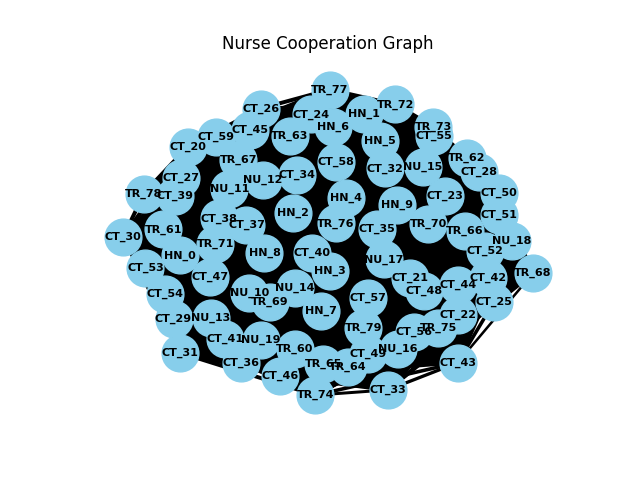 Nurse Cooperation Graph
TR_77
TR_72
CT_26
CT_24
HN_1
HN_6
TR_73
CT_55
CT_45
CT_59
TR_63
HN_5
CT_20
TR_67
TR_62
CT_58
NU_15
CT_32
CT_28
CT_34
CT_27
NU_12
NU_11
TR_78
CT_39
CT_23
CT_50
HN_4
HN_9
HN_2
CT_51
CT_38
CT_37
TR_76
TR_70
CT_35
TR_61
TR_66
CT_30
NU_18
TR_71
CT_52
HN_0
HN_8
CT_40
NU_17
CT_53
HN_3
TR_68
CT_47
CT_21
CT_42
CT_44
CT_48
NU_14
NU_10
CT_54
CT_57
TR_69
CT_25
HN_7
CT_22
NU_13
CT_29
TR_79
TR_75
CT_56
CT_41
NU_19
TR_60
NU_16
CT_49
CT_31
CT_36
TR_65
TR_64
CT_43
CT_46
CT_33
TR_74